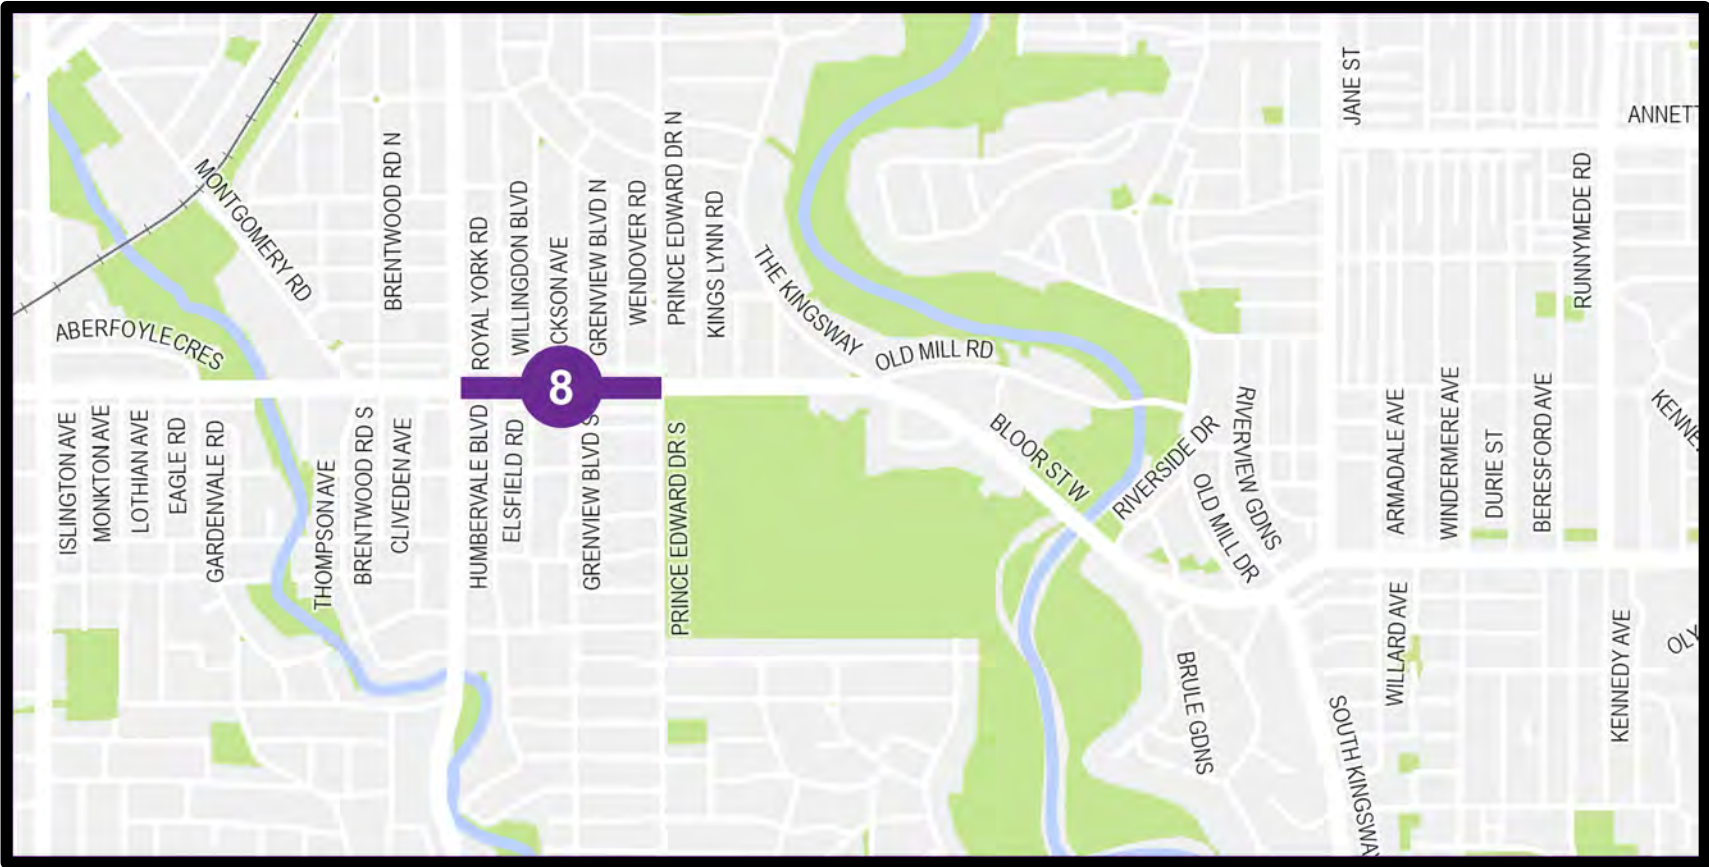 JANE ST
ANNETT
RUNNYMEDE RD
MONTGOMERY RD
BRENTWOOD RD N
ROYAL YORK RD
WILLINGDON BLVD
CKSON AVE
GRENVIEW BLVD N
WENDOVER RD
PRINCE EDWARD DR N
KINGS LYNN RD
THE KINGSWAY
OLD MILL RD
ABERFOYLE CRES
8
ISLINGTON AVE
MONKTON AVE
LOTHIAN AVE
EAGLE RD
GARDENVALE RD
THOMPSON AVE
BRENTWOOD RD S
CLIVEDEN AVE
HUMBERVALE BLVD
ELSFIELD RD
GRENVIEW BLVD S
PRINCE EDWARD DR S
BLOOR ST W
RIVERSIDE DR
RIVERVIEW GDNS
OLD MILL DR
ARMADALE AVE
WINDERMERE AVE
DURIE ST
BERESFORD AVE
KENNE
BRULE GDNS
SOUTH KINGSWAY
WILLARD AVE
KENNEDY AVE
OLY